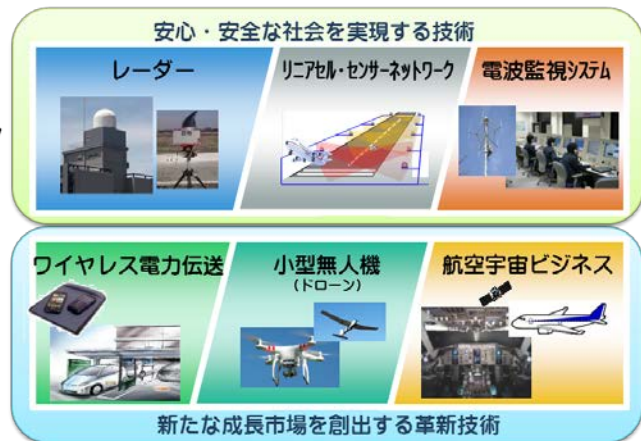 安心・安全な社会を実現する技術
レーダー
リニアセル・センサーネットワーク
電波監視システム
ワイヤレス電力伝送
小型無人機
（ドローン）
航空宇宙ビジネス
新たな成長市場を創出する革新技術